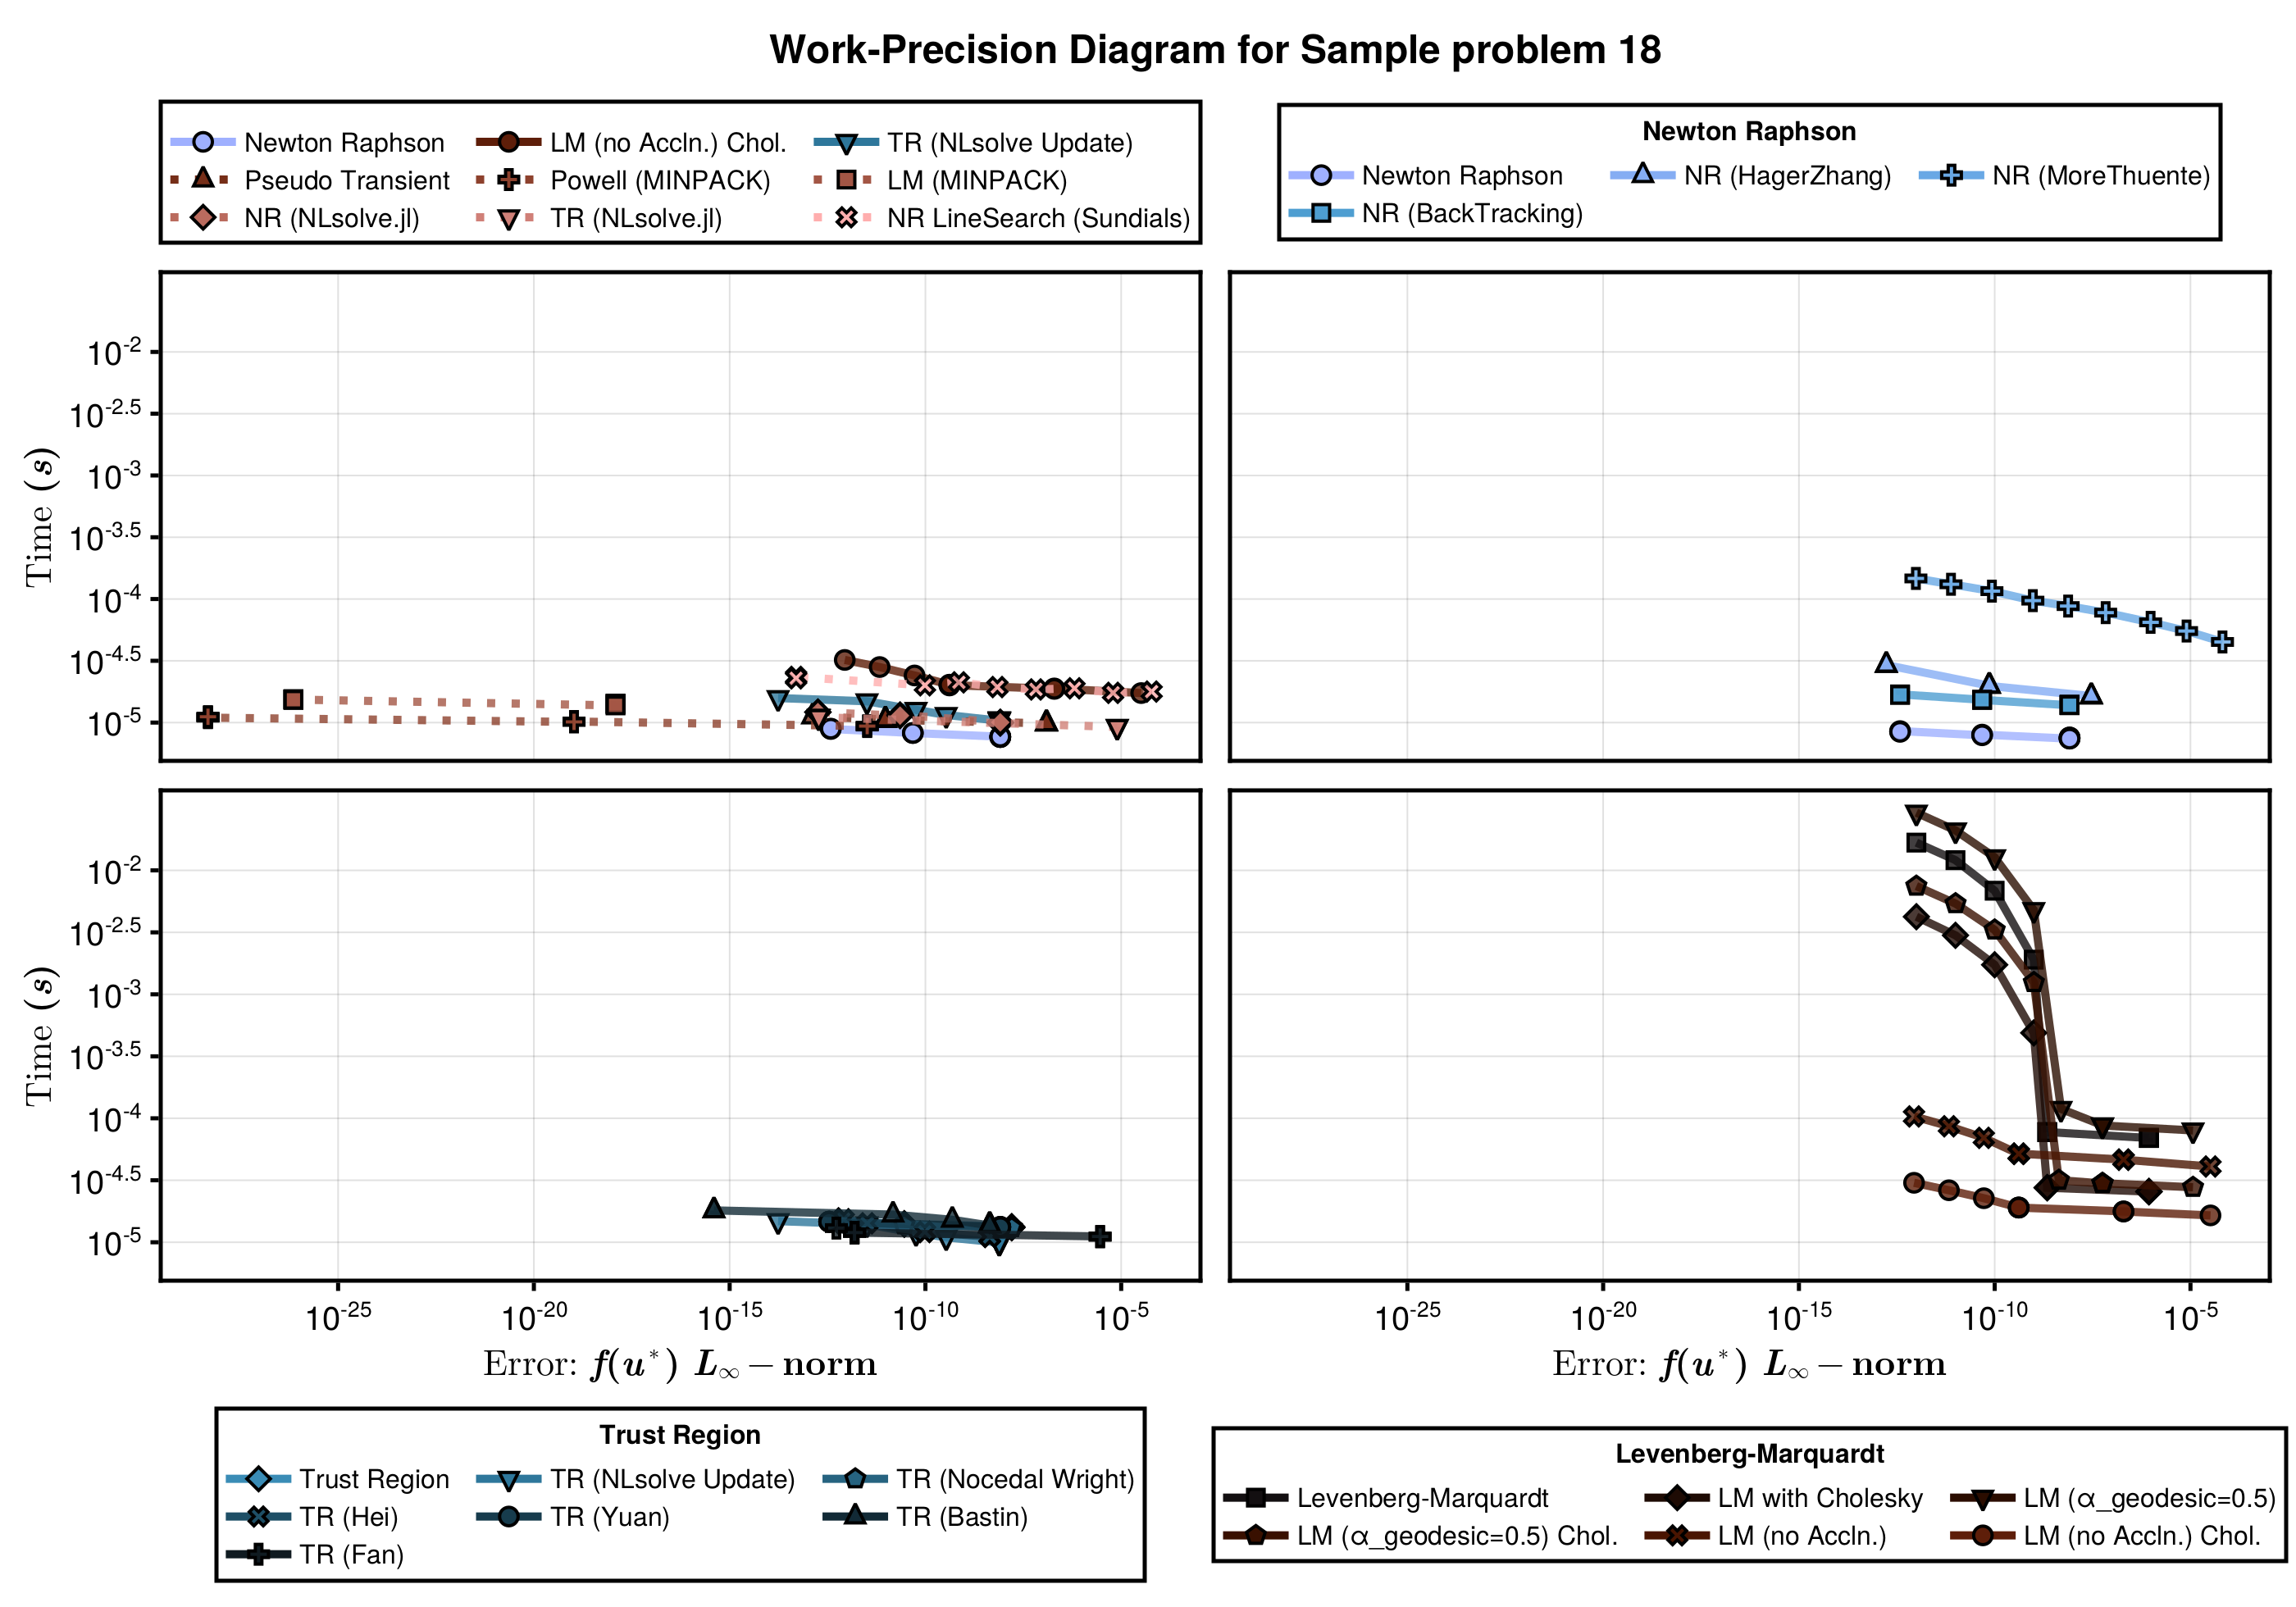 Work-Precision Diagram for Sample problem 18
Newton Raphson LM (no Accln.) Chol. TR (NLsolve Update)
Pseudo Transient Powell (MINPACK) LM (MINPACK)
NR (NLsolve.jl) TR (NLsolve.jl) NR LineSearch (Sundials)
Newton Raphson
Newton Raphson NR (HagerZhang) NR (MoreThuente)
NR (BackTracking)
Time (s)
10^-2
10^-2.5
10^-3
10^-3.5
10^-4
10^-4.5
10^-5
Time (s)
10^-2
10^-2.5
10^-3
10^-3.5
10^-4
10^-4.5
10^-5
10^-25 10^-20 10^-15 10^-10 10^-5
10^-25 10^-20 10^-15 10^-10 10^-5
Error: f(u*) L∞ − norm
Error: f(u*) L∞ − norm
Trust Region
Trust Region TR (NLsolve Update) TR (Nocedal Wright)
TR (Hei) TR (Yuan) TR (Bastin)
TR (Fan)
Levenberg-Marquardt
Levenberg-Marquardt LM with Cholesky LM (α_geodesic=0.5)
LM (α_geodesic=0.5) Chol. LM (no Accln.) LM (no Accln.) Chol.